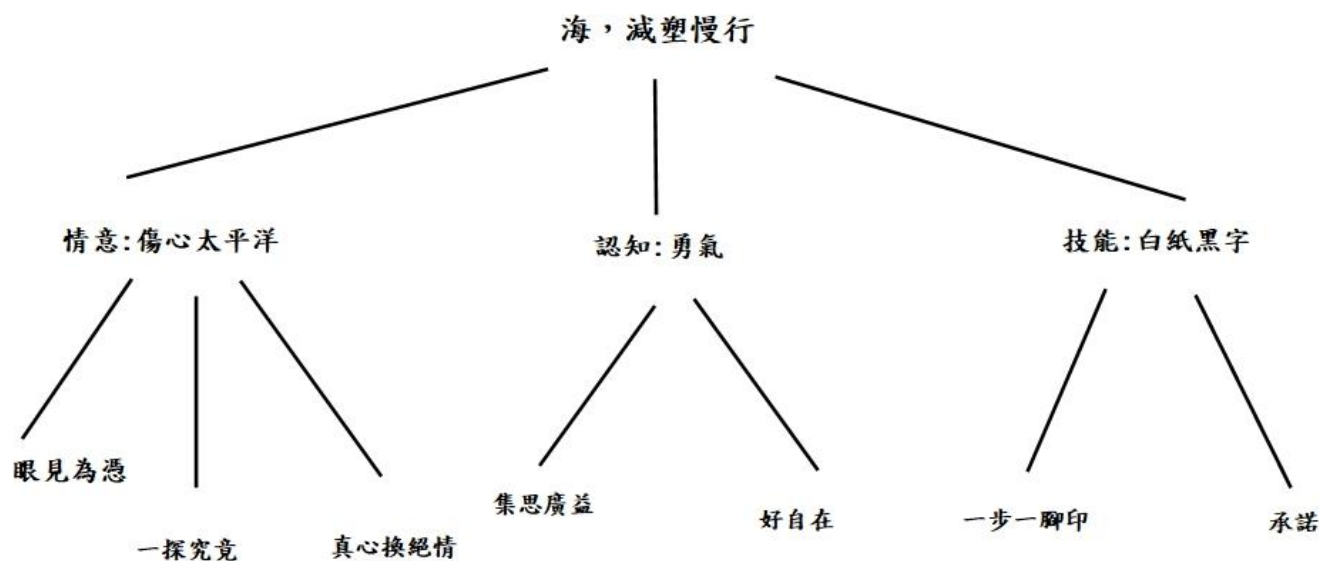 海，減塑慢行
情意:傷心太平洋
認知:勇氣
技能:白紙黑字
眼見為憑
一探究竟
真心換絕情
集思廣益
好自在
一步一腳印
承諾